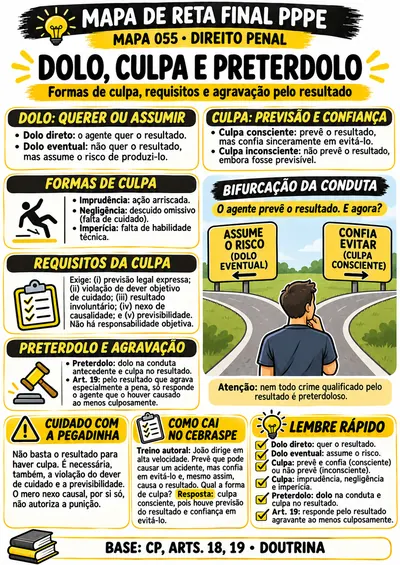 MAPA DE RETA FINAL PPPE
MAPA 055 • DIREITO PENAL
DOLO, CULPA E PRETERDOLO
Formas de culpa, requisitos e agravação pelo resultado
DOLO: QUERER OU ASSUMIR
• Dolo direto: o agente quer o resultado.
• Dolo eventual: não quer o resultado,
mas assume o risco de produzi-lo.
CULPA: PREVISÃO E CONFIANÇA
• Culpa consciente: prevê o resultado,
mas confia sinceramente em evitá-lo.
• Culpa inconsciente: não prevê o resultado,
embora fosse previsível.
FORMAS DE CULPA
• Imprudência: ação arriscada.
• Negligência: descuido omissivo
(falta de cuidado).
• Imperícia: falta de habilidade
técnica.
REQUISITOS DA CULPA
Exige: (i) previsão legal expressa;
(ii) violação de dever objetivo
de cuidado; (iii) resultado
involuntário; (iv) nexo de
causalidade; e (v) previsibilidade.
Não há responsabilidade objetiva.
PRETERDOLO E AGRAVAÇÃO
• Preterdolo: dolo na conduta
antecedente e culpa no resultado.
• Art. 19: pelo resultado que agrava
especialmente a pena, só responde
o agente que o houver causado
ao menos culposamente.
BIFURCAÇÃO DA CONDUTA
O agente prevê o resultado. E agora?
ASSUME
O RISCO
(DOLO
EVENTUAL)
CONFIA
EVITAR
(CULPA
CONSCIENTE)
Atenção: nem todo crime qualificado pelo
resultado é preterdoloso.
CUIDADO COM
A PEGADINHA
Não basta o resultado para
haver culpa. É necessária,
também, a violação do dever
de cuidado e a previsibilidade.
O mero nexo causal, por si só,
não autoriza a punição.
COMO CAI
NO CEBRASPE
Treino autoral: João dirige em
alta velocidade. Prevê que pode
causar um acidente, mas confia
em evitá-lo e, mesmo assim,
causa o resultado. Qual a forma
de culpa? Resposta: culpa
consciente, pois houve previsão
do resultado e confiança em
evitá-lo.
LEMBRE RÁPIDO
Dolo direto: quer o resultado.
Dolo eventual: assume o risco.
Culpa: prevê e confia (consciente)
ou não prevê (inconsciente).
Culpa: imprudência, negligência
e imperícia.
Preterdolo: dolo na conduta e
culpa no resultado.
Art. 19: responde pelo resultado
agravante ao menos culposamente.
BASE: CP, ARTS. 18, 19 • DOUTRINA